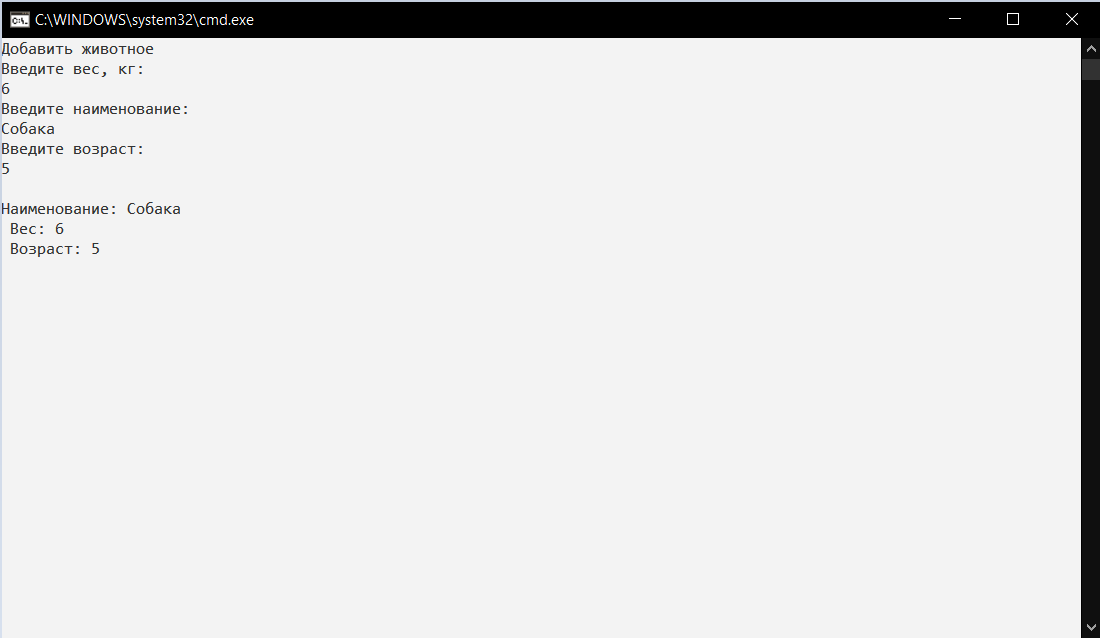 C:\WINDOWS\system32\cmd.exe
Добавить животное
Введите вес, кг:
6
Введите наименование:
Собака
Введите возраст:
5
Наименование: Собака
Вес: 6
Возраст: 5